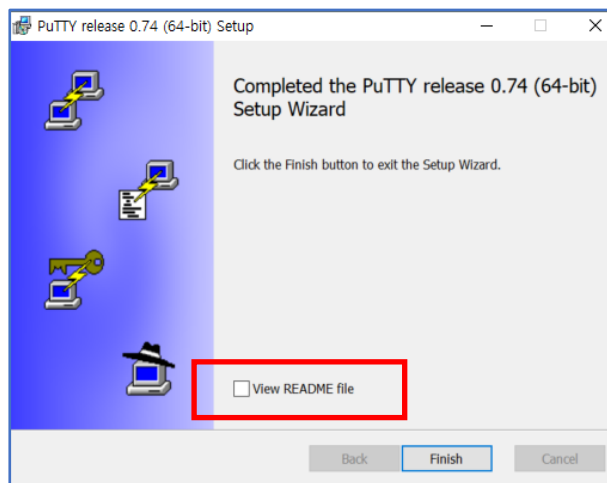 PuTTY release 0.74 (64-bit) Setup
Completed the PuTTY release 0.74 (64-bit)
Setup Wizard
Click the Finish button to exit the Setup Wizard.
View README file
Back Finish Cancel